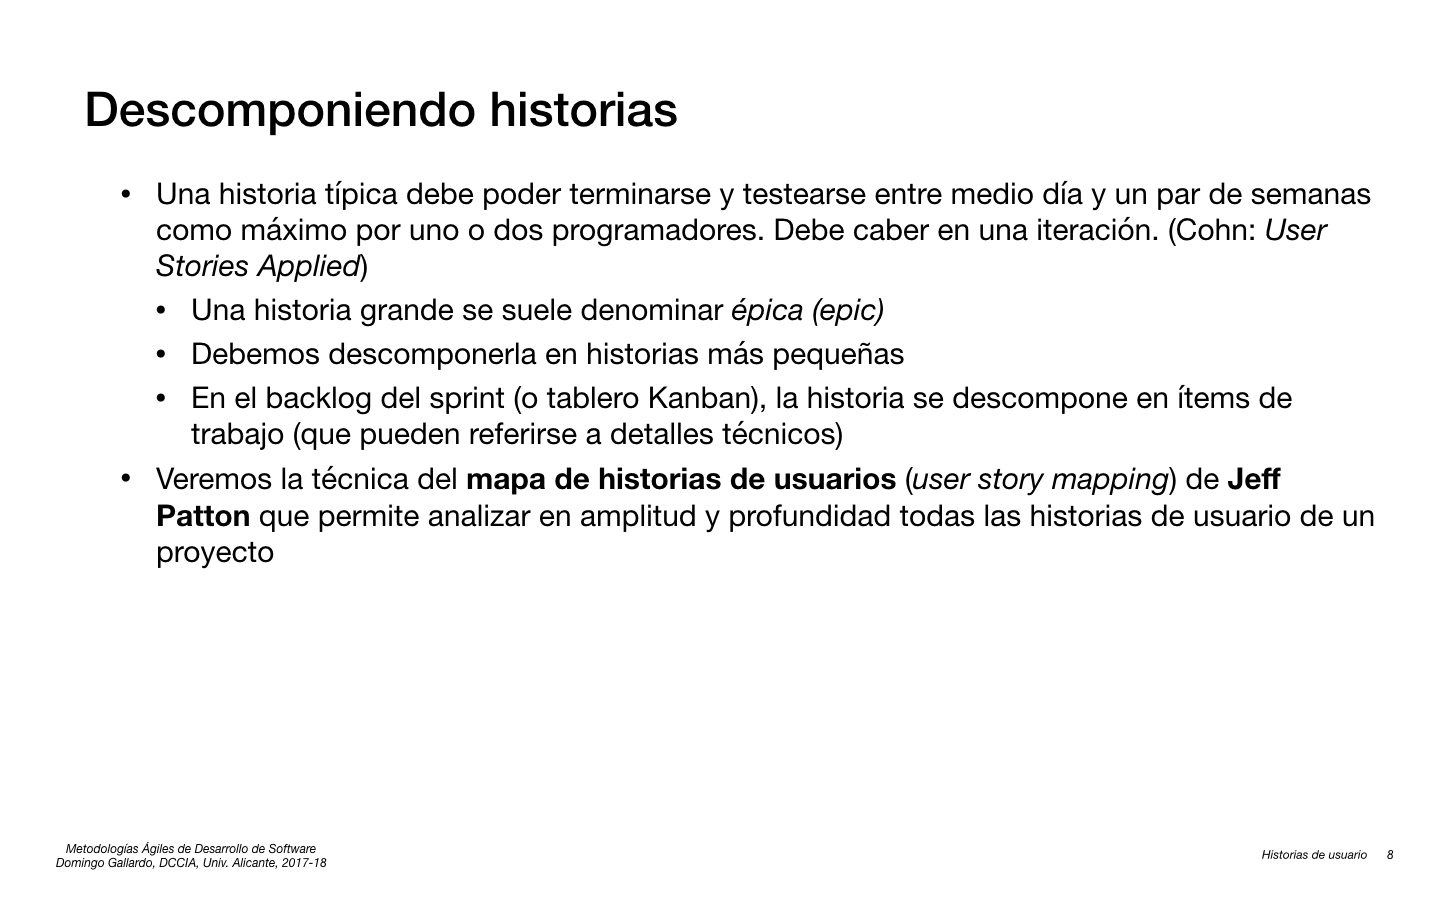 Descomponiendo historias
• Una historia típica debe poder terminarse y testearse entre medio día y un par de semanas
como máximo por uno o dos programadores. Debe caber en una iteración. (Cohn: User
Stories Applied)
• Una historia grande se suele denominar épica (epic)
• Debemos descomponerla en historias más pequeñas
• En el backlog del sprint (o tablero Kanban), la historia se descompone en ítems de
trabajo (que pueden referirse a detalles técnicos)
• Veremos la técnica del mapa de historias de usuarios (user story mapping) de Jeff
Patton que permite analizar en amplitud y profundidad todas las historias de usuario de un
proyecto
Metodologías Ágiles de Desarrollo de Software
Domingo Gallardo, DCCIA, Univ. Alicante, 2017-18
Historias de usuario 8